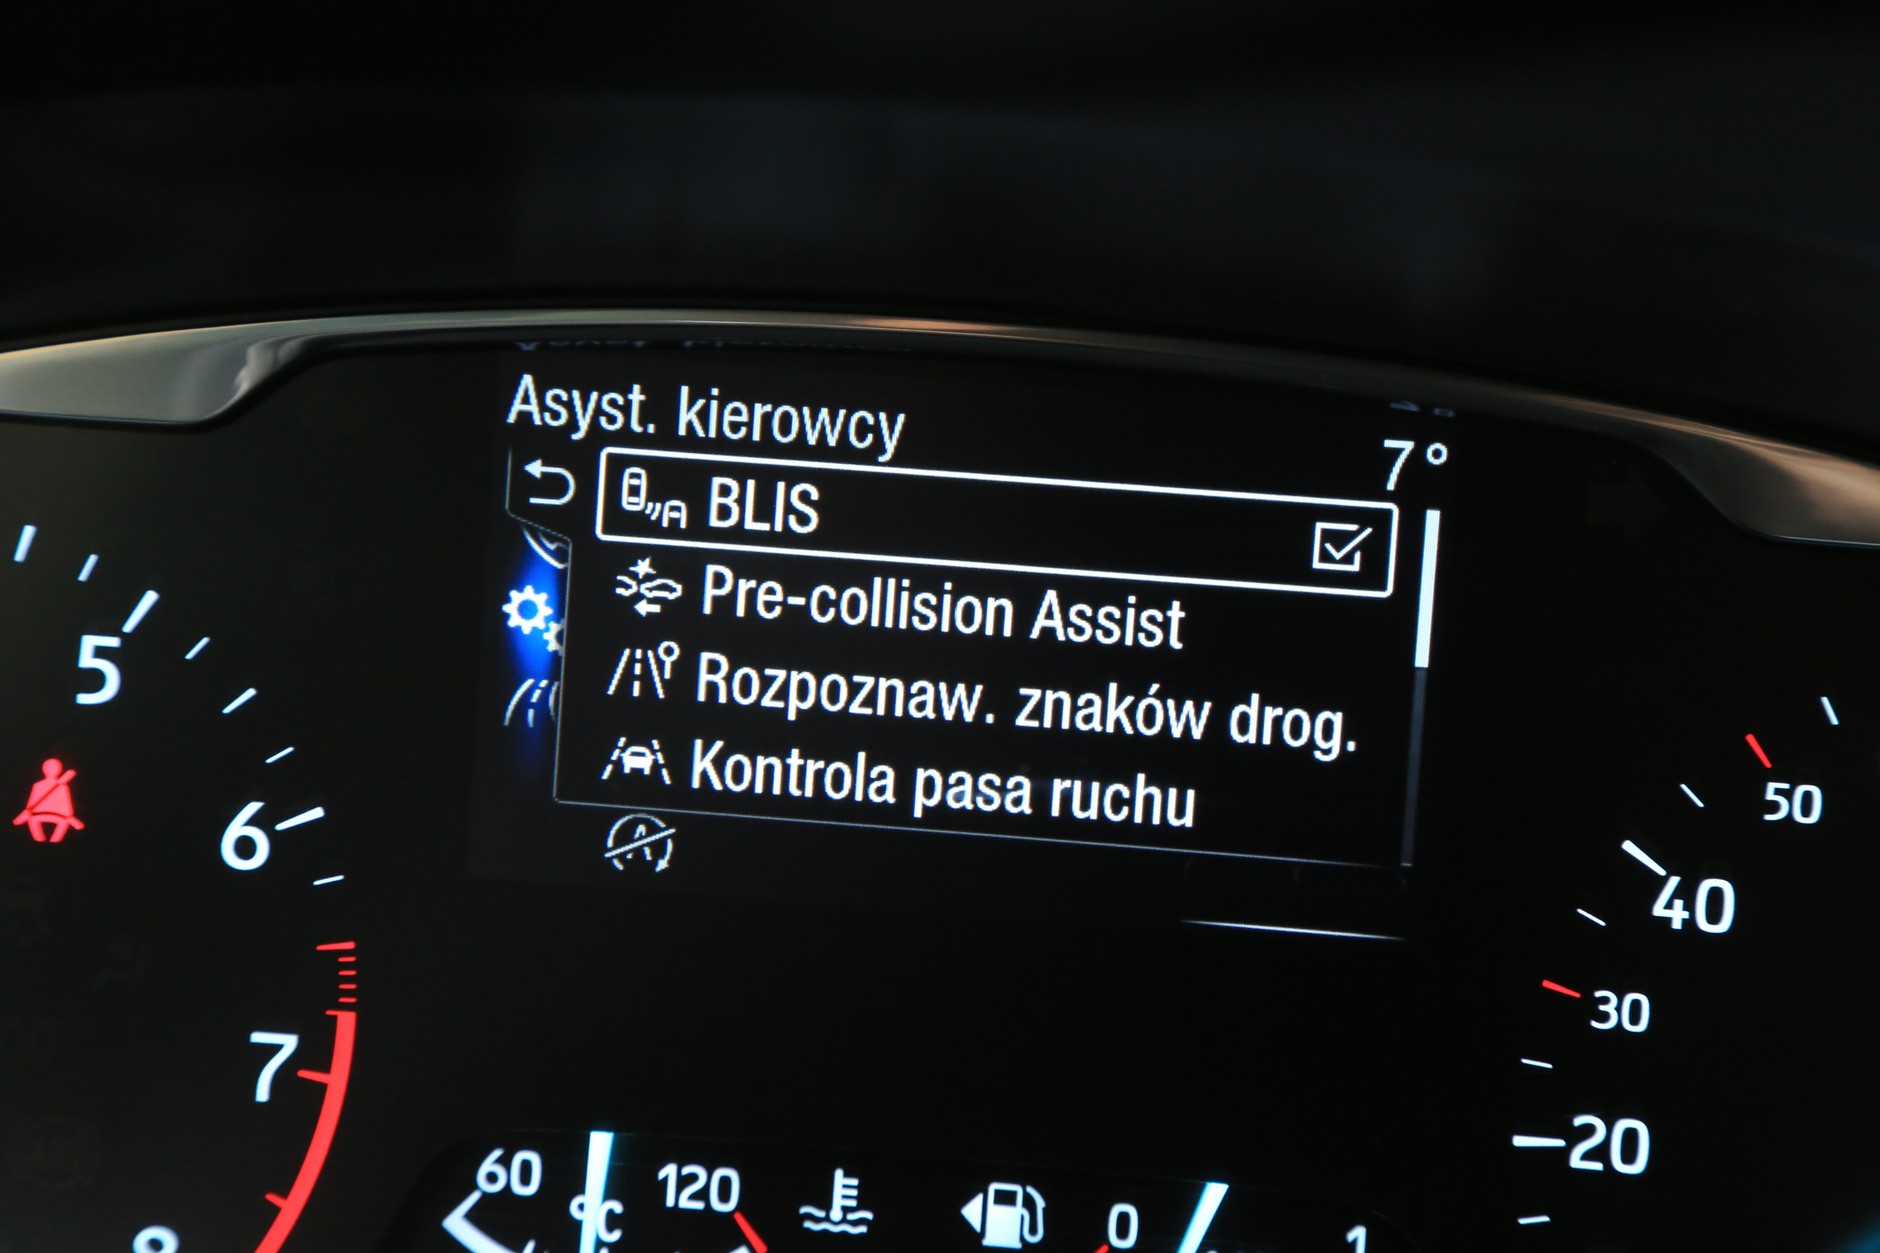 Asyst. kierowcy
7°
BLIS
Pre-collision Assist
Rozpoznaw. znaków drog.
Kontrola pasa ruchu
5
6
7
8
50
40
30
20
60
°C
120
0
1